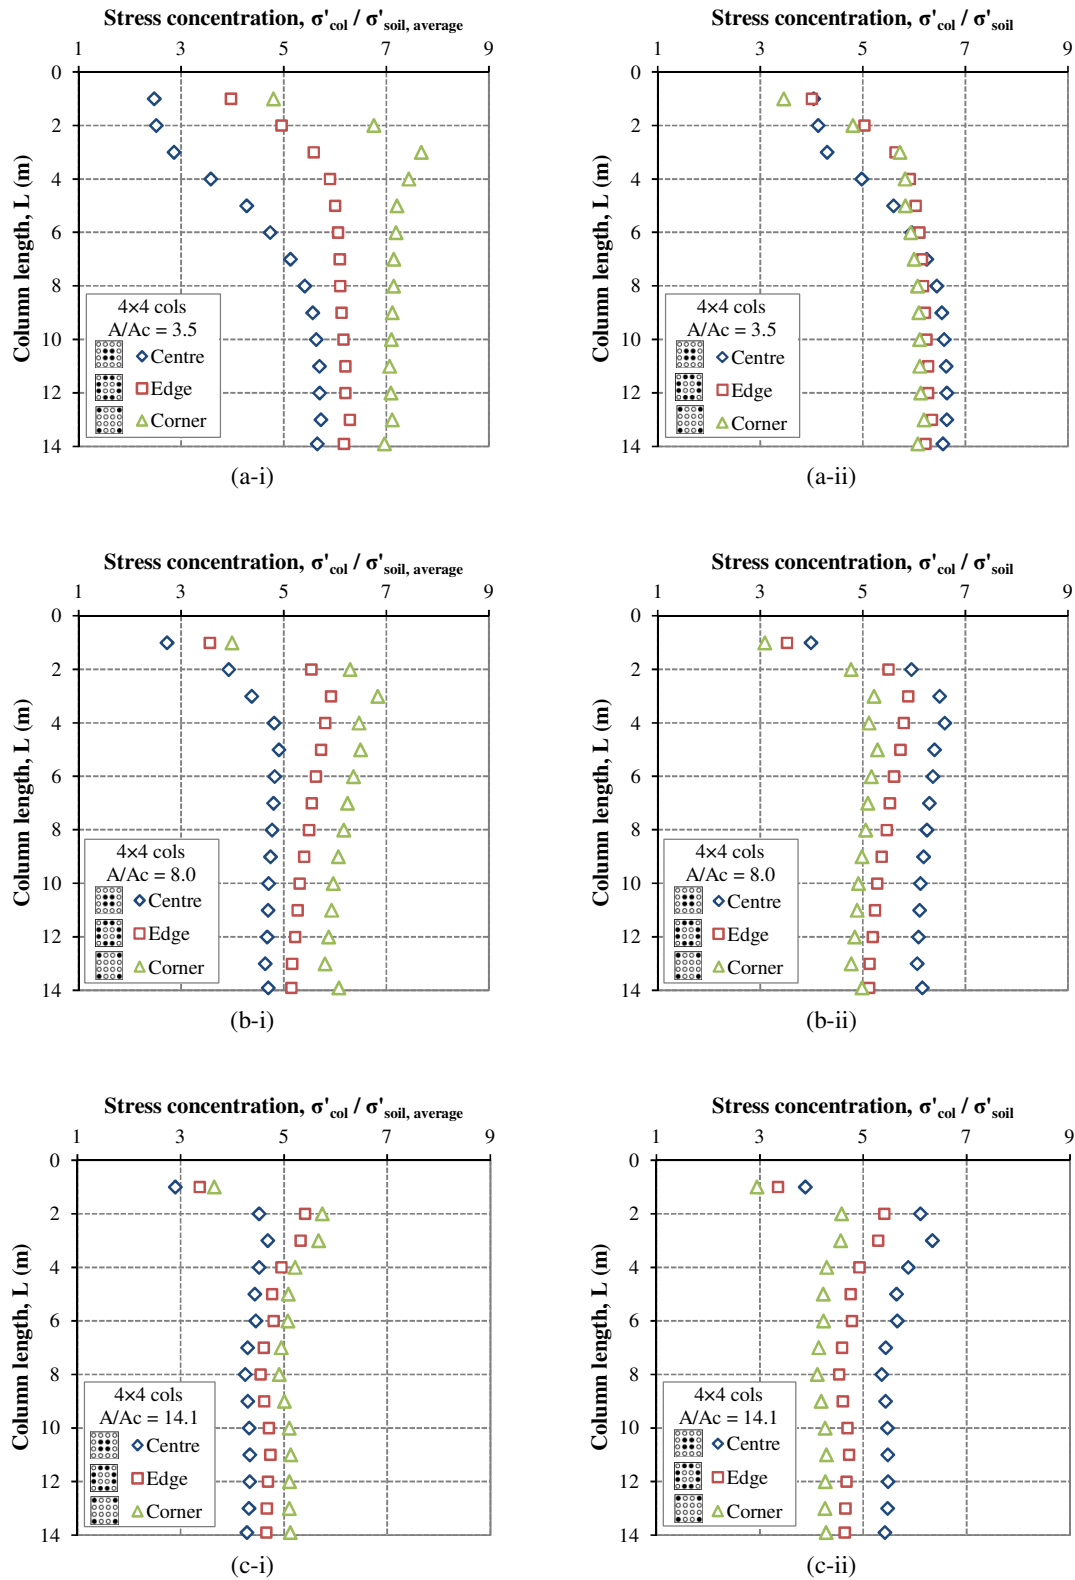 Stress concentration, σ'col / σ'soil, average
1 3 5 7 9
0
2
4
6
8
10
12
14
Column length, L (m)
4×4 cols
A/Ac = 3.5
Centre
Edge
Corner
(a-i)
Stress concentration, σ'col / σ'soil
1 3 5 7 9
0
2
4
6
8
10
12
14
Column length, L (m)
4×4 cols
A/Ac = 3.5
Centre
Edge
Corner
(a-ii)
Stress concentration, σ'col / σ'soil, average
1 3 5 7 9
0
2
4
6
8
10
12
14
Column length, L (m)
4×4 cols
A/Ac = 8.0
Centre
Edge
Corner
(b-i)
Stress concentration, σ'col / σ'soil
1 3 5 7 9
0
2
4
6
8
10
12
14
Column length, L (m)
4×4 cols
A/Ac = 8.0
Centre
Edge
Corner
(b-ii)
Stress concentration, σ'col / σ'soil, average
1 3 5 7 9
0
2
4
6
8
10
12
14
Column length, L (m)
4×4 cols
A/Ac = 14.1
Centre
Edge
Corner
(c-i)
Stress concentration, σ'col / σ'soil
1 3 5 7 9
0
2
4
6
8
10
12
14
Column length, L (m)
4×4 cols
A/Ac = 14.1
Centre
Edge
Corner
(c-ii)